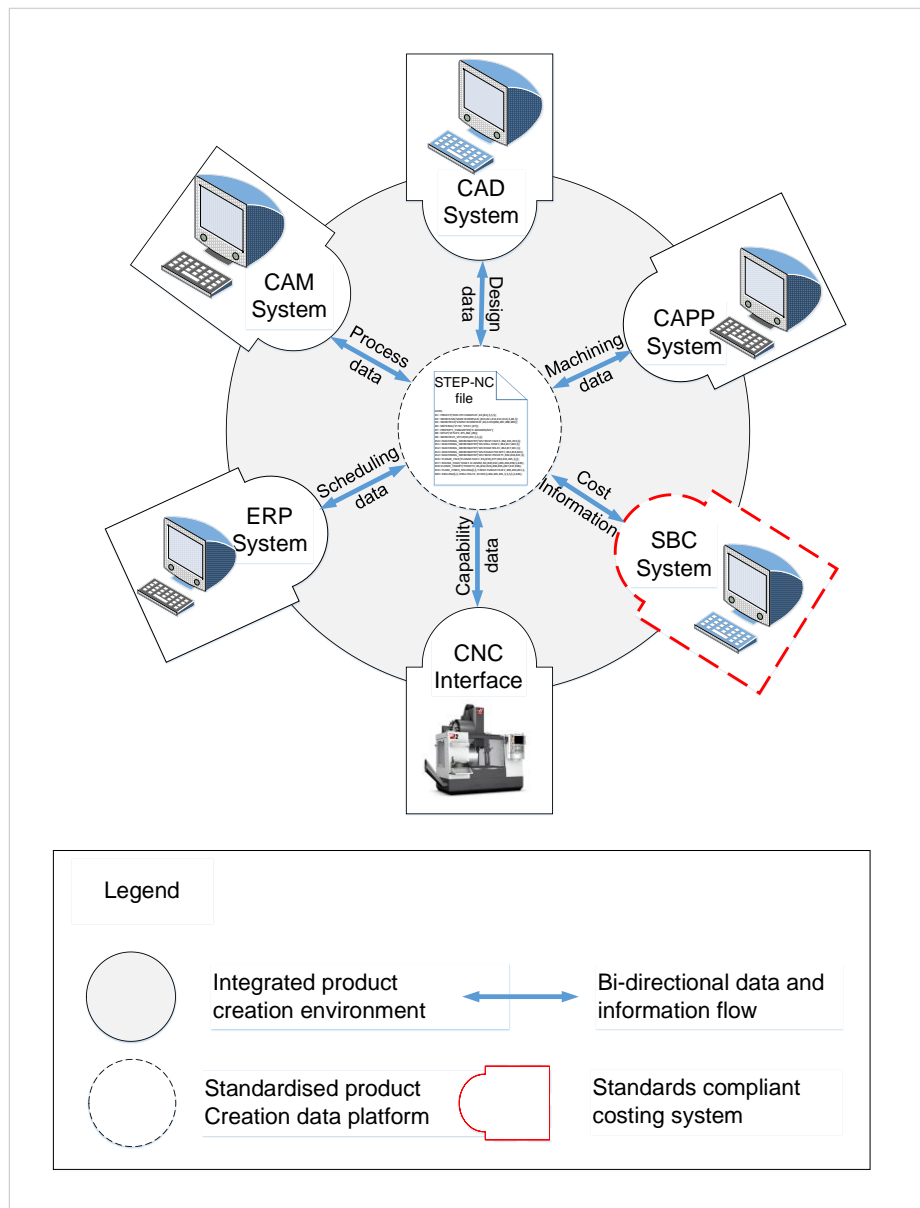 CAD
System
CAM
System
CAPP
System
Design
data
Process
data
Machining
data
STEP-NC
file
Scheduling
data
Cost
Information
ERP
System
SBC
System
Capability
data
CNC
Interface
Legend
Integrated product
creation environment
Bi-directional data and
information flow
Standardised product
Creation data platform
Standards compliant
costing system